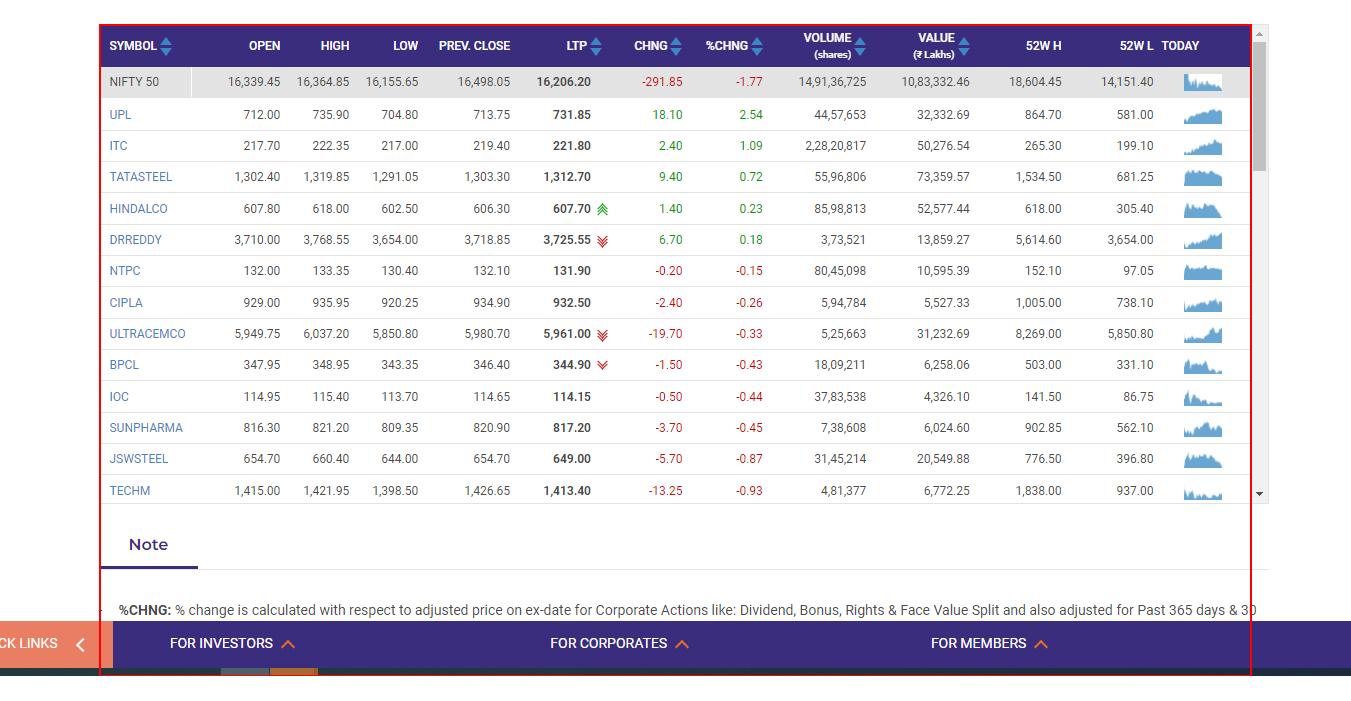 SYMBOL OPEN HIGH LOW PREV. CLOSE LTP CHNG %CHNG VOLUME (shares) VALUE (₹ Lakhs) 52W H 52W L TODAY
NIFTY 50 16,339.45 16,364.85 16,155.65 16,498.05 16,206.20 -291.85 -1.77 14,91,36,725 10,83,332.46 18,604.45 14,151.40
UPL 712.00 735.90 704.80 713.75 731.85 18.10 2.54 44,57,653 32,332.69 864.70 581.00
ITC 217.70 222.35 217.00 219.40 221.80 2.40 1.09 2,28,20,817 50,276.54 265.30 199.10
TATASTEEL 1,302.40 1,319.85 1,291.05 1,303.30 1,312.70 9.40 0.72 55,96,806 73,359.57 1,534.50 681.25
HINDALCO 607.80 618.00 602.50 606.30 607.70 1.40 0.23 85,98,813 52,577.44 618.00 305.40
DRREDDY 3,710.00 3,768.55 3,654.00 3,718.85 3,725.55 6.70 0.18 3,73,521 13,859.27 5,614.60 3,654.00
NTPC 132.00 133.35 130.40 132.10 131.90 -0.20 -0.15 80,45,098 10,595.39 152.10 97.05
CIPLA 929.00 935.95 920.25 934.90 932.50 -2.40 -0.26 5,94,784 5,527.33 1,005.00 738.10
ULTRACEMCO 5,949.75 6,037.20 5,850.80 5,980.70 5,961.00 -19.70 -0.33 5,25,663 31,232.69 8,269.00 5,850.80
BPCL 347.95 348.95 343.35 346.40 344.90 -1.50 -0.43 18,09,211 6,258.06 503.00 331.10
IOC 114.95 115.40 113.70 114.65 114.15 -0.50 -0.44 37,83,538 4,326.10 141.50 86.75
SUNPHARMA 816.30 821.20 809.35 820.90 817.20 -3.70 -0.45 7,38,608 6,024.60 902.85 562.10
JSWSTEEL 654.70 660.40 644.00 654.70 649.00 -5.70 -0.87 31,45,214 20,549.88 776.50 396.80
TECHM 1,415.00 1,421.95 1,398.50 1,426.65 1,413.40 -13.25 -0.93 4,81,377 6,772.25 1,838.00 937.00
Note
%CHNG: % change is calculated with respect to adjusted price on ex-date for Corporate Actions like: Dividend, Bonus, Rights & Face Value Split and also adjusted for Past 365 days & 30
CK LINKS FOR INVESTORS FOR CORPORATES FOR MEMBERS